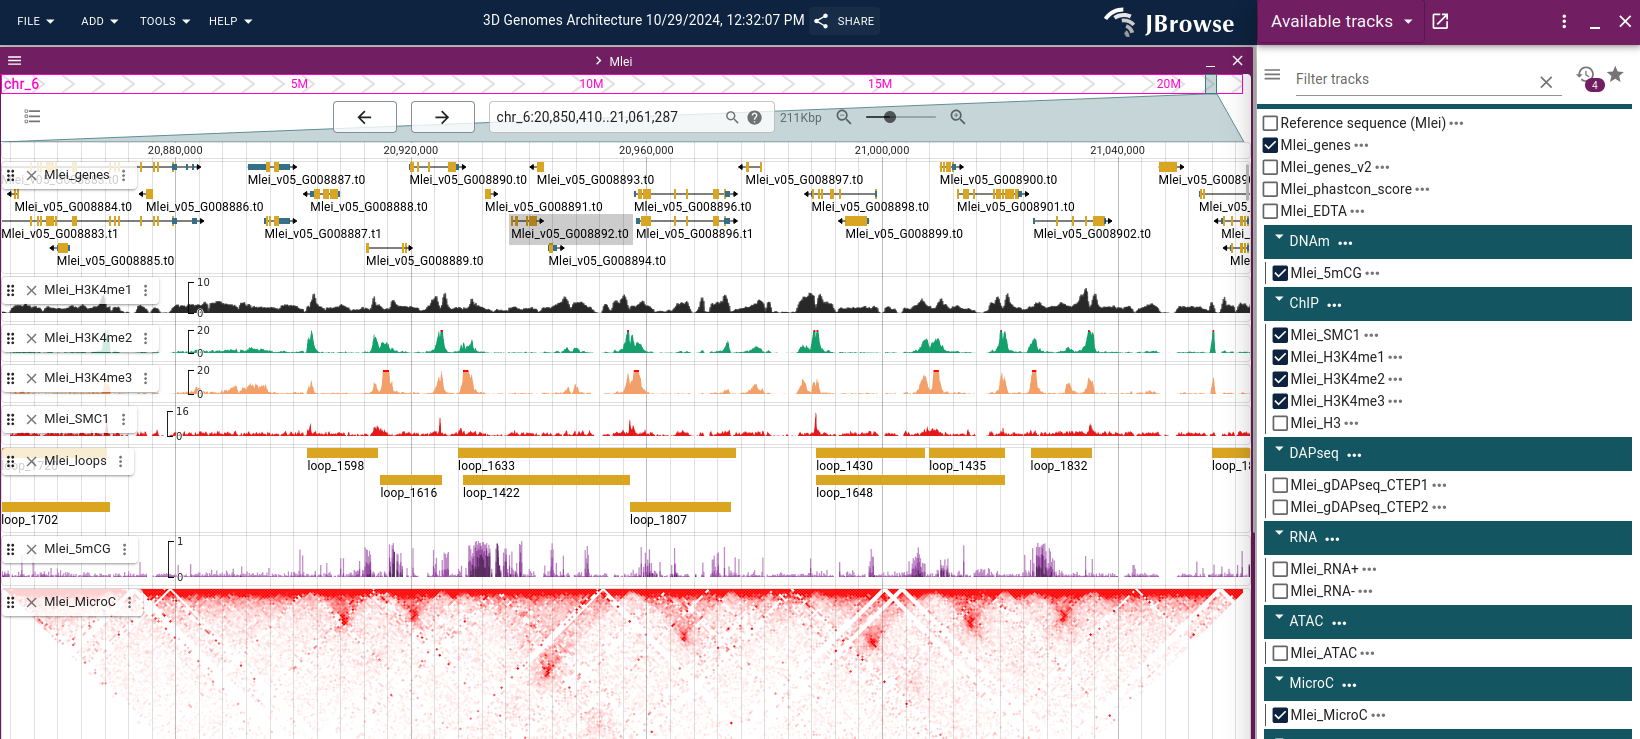 FILE ADD TOOLS HELP 3D Genomes Architecture 10/29/2024, 12:32:07 PM SHARE JBrowse
Mlei
chr_6 5M 10M 15M 20M
chr_6:20,850,410..21,061,287 211Kbp
20,880,000 20,920,000 20,960,000 21,000,000 21,040,000
Mlei_genes
Mlei_v05_G008887.t0 Mlei_v05_G008890.t0 Mlei_v05_G008893.t0 Mlei_v05_G008897.t0 Mlei_v05_G008900.t0 Mlei_v05_G0089
Mlei_v05_G008884.t0 Mlei_v05_G008886.t0 Mlei_v05_G008888.t0 Mlei_v05_G008891.t0 Mlei_v05_G008896.t0 Mlei_v05_G008898.t0 Mlei_v05_G008901.t0 Mlei_v05_G0089
Mlei_v05_G008883.t1 Mlei_v05_G008887.t1 Mlei_v05_G008892.t0 Mlei_v05_G008896.t1 Mlei_v05_G008899.t0 Mlei_v05_G008902.t0 Mlei_
Mlei_v05_G008885.t0 Mlei_v05_G008889.t0 Mlei_v05_G008894.t0 Mle
Mlei_H3K4me1 10
0
Mlei_H3K4me2 20
0
Mlei_H3K4me3 20
0
Mlei_SMC1 16
0
Mlei_loops
loop_1598 loop_1633 loop_1430 loop_1435 loop_1832 loop_18
loop_1616 loop_1422 loop_1648
loop_1702 loop_1807
Mlei_5mCG 1
0
Mlei_MicroC
Available tracks
Filter tracks 4
Reference sequence (Mlei)
Mlei_genes
Mlei_genes_v2
Mlei_phastcon_score
Mlei_EDTA
DNAm
Mlei_5mCG
ChIP
Mlei_SMC1
Mlei_H3K4me1
Mlei_H3K4me2
Mlei_H3K4me3
Mlei_H3
DAPseq
Mlei_gDAPseq_CTEP1
Mlei_gDAPseq_CTEP2
RNA
Mlei_RNA+
Mlei_RNA-
ATAC
Mlei_ATAC
MicroC
Mlei_MicroC